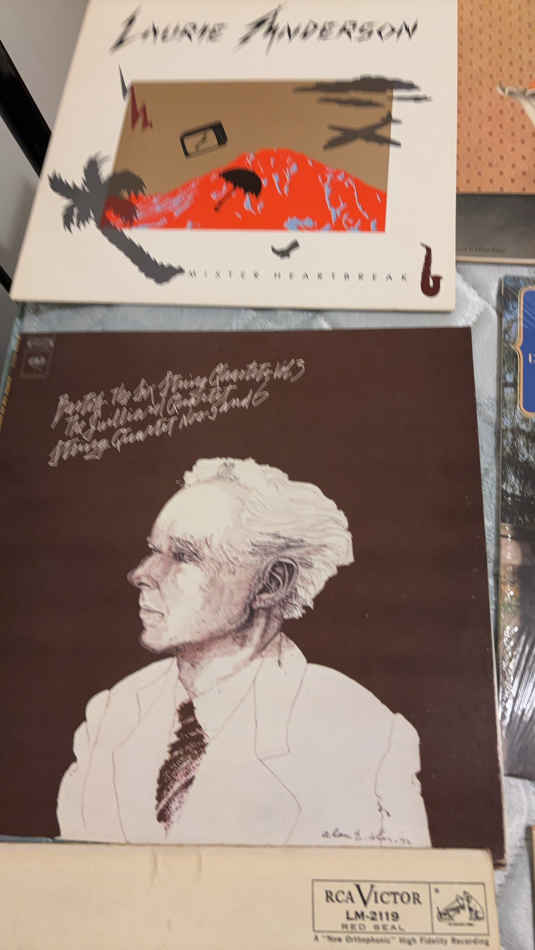 LAURIE ANDERSON
MISTER HEARTBREAK
Bartók: The Six String Quartets Vol. 3
The Juilliard Quartet
String Quartet Nos. 5 and 6
RCA VICTOR
LM-2119
RED SEAL
A "New Orthophonic" High Fidelity Recording